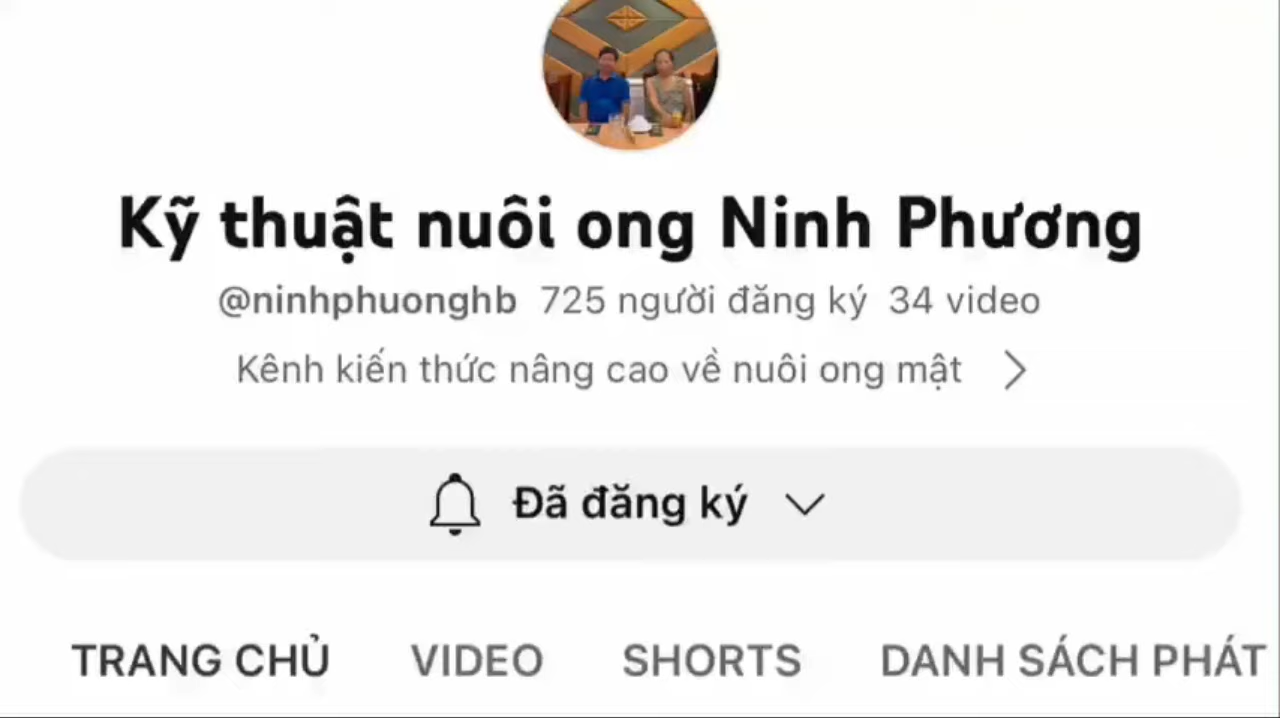 Kỹ thuật nuôi ong Ninh Phương
@ninhphuonghb 725 người đăng ký 34 video
Kênh kiến thức nâng cao về nuôi ong mật
Đã đăng ký
TRANG CHỦ VIDEO SHORTS DANH SÁCH PHÁT